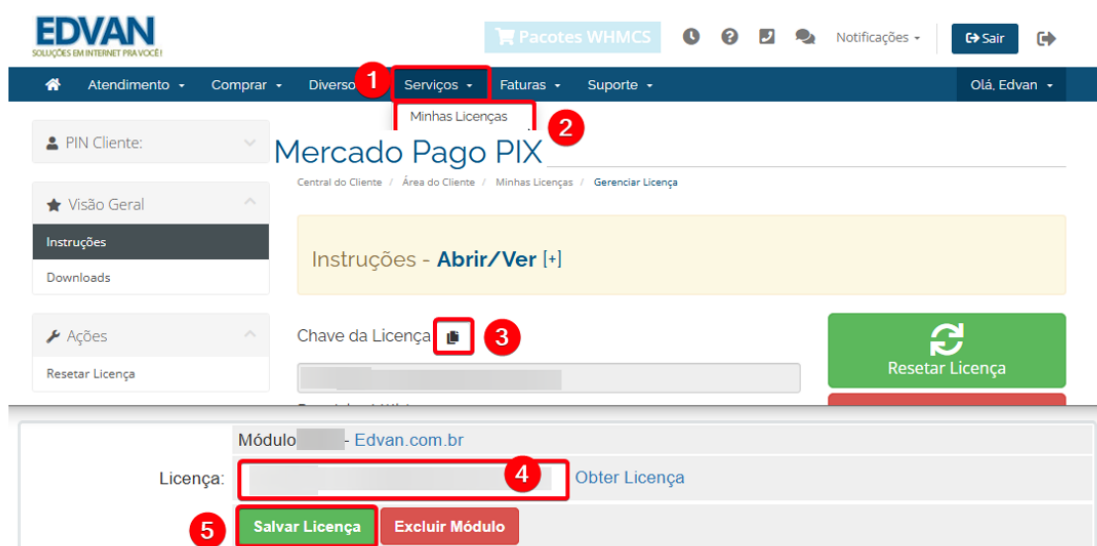 EDVAN
SOLUÇÕES EM INTERNET PRA VOCÊ!
Pacotes WHMCS
Notificações
Sair
Atendimento
Comprar
Diverso
1
Serviços
Faturas
Suporte
Olá, Edvan
Minhas Licenças
2
PIN Cliente:
Mercado Pago PIX
Central do Cliente / Área do Cliente / Minhas Licenças / Gerenciar Licença
Visão Geral
Instruções
Downloads
Instruções - Abrir/Ver [+]
Ações
Resetar Licença
Chave da Licença
3
Resetar Licença
Módulo - Edvan.com.br
Licença:
4
Obter Licença
5
Salvar Licença
Excluir Módulo